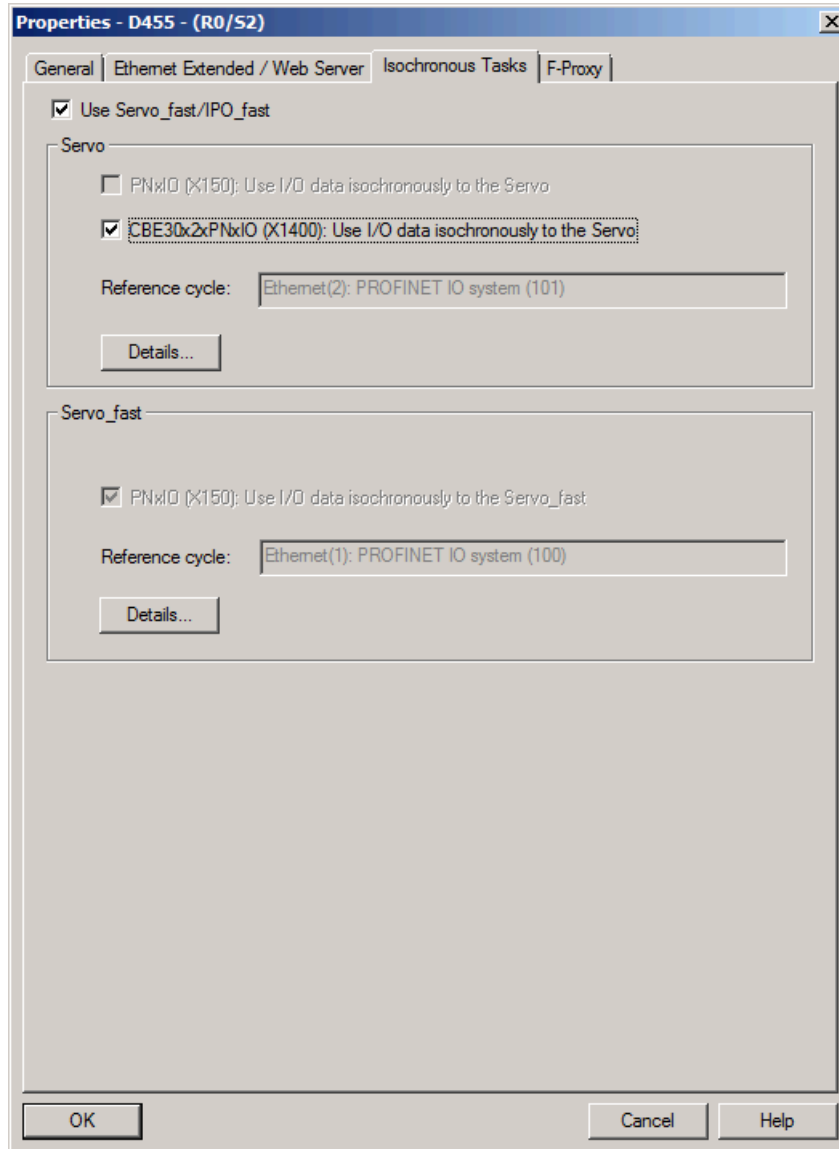 Properties - D455 - (R0/S2)
General Ethernet Extended / Web Server Isochronous Tasks F-Proxy
Use Servo_fast/IPO_fast
Servo
PNxIO (X150): Use I/O data isochronously to the Servo
CBE30x2xPNxIO (X1400): Use I/O data isochronously to the Servo
Reference cycle: Ethernet(2): PROFINET IO system (101)
Details...
Servo_fast
PNxIO (X150): Use I/O data isochronously to the Servo_fast
Reference cycle: Ethernet(1): PROFINET IO system (100)
Details...
OK Cancel Help